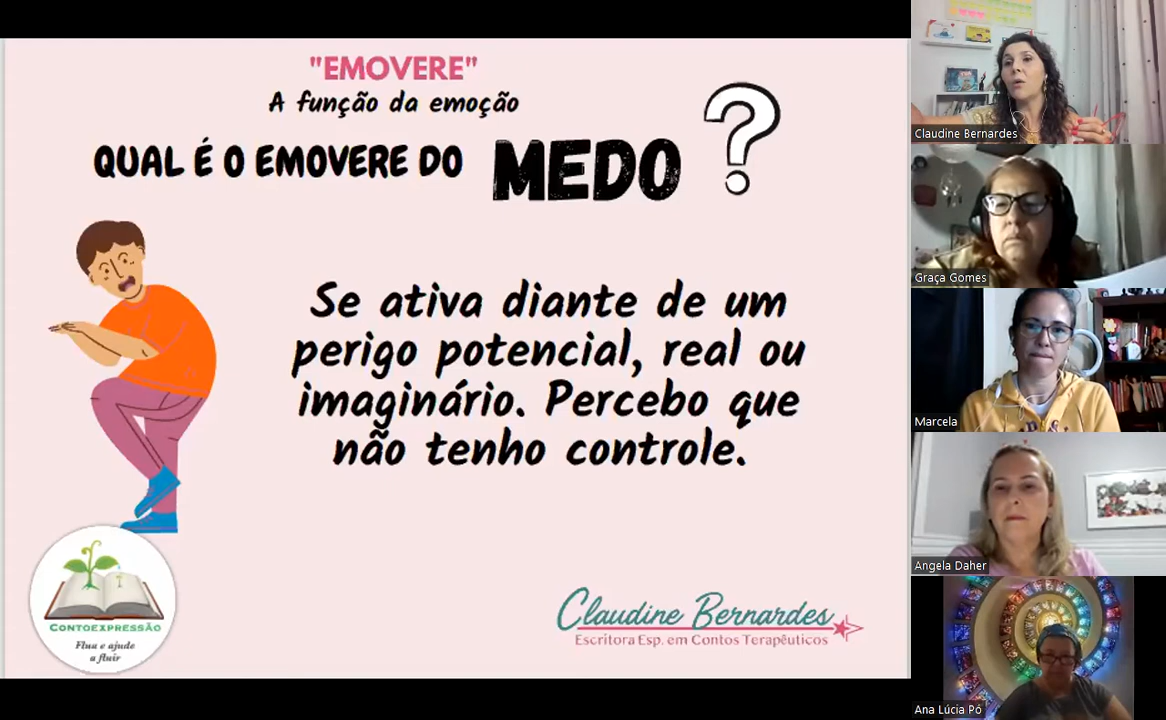 "EMOVERE"
A função da emoção
QUAL É O EMOVERE DO MEDO ?
Se ativa diante de um
perigo potencial, real ou
imaginário. Percebo que
não tenho controle.
CONTOEXPRESSÃO
Flua e ajude
a fluir
Claudine Bernardes
Escritora Esp. em Contos Terapêuticos
Claudine Bernardes
Graça Gomes
Marcela
Angela Daher
Ana Lúcia Pó